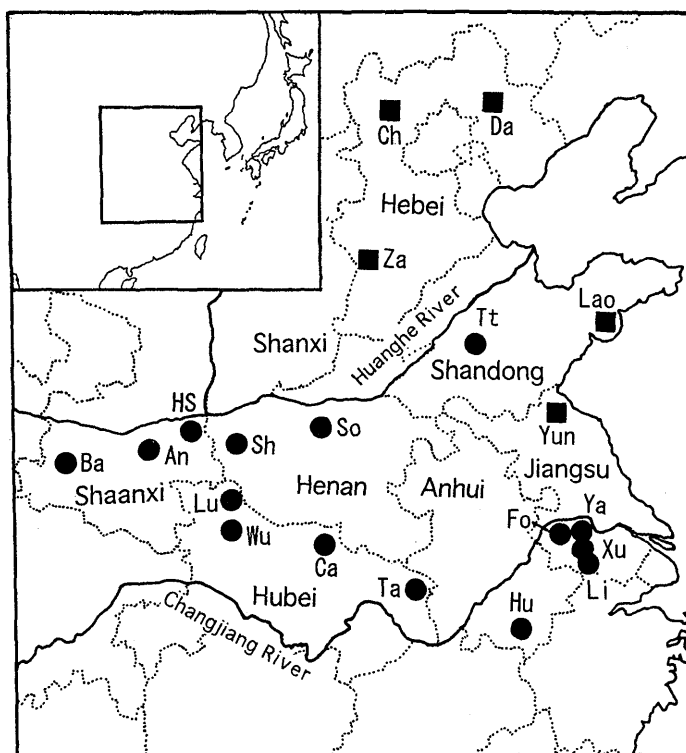 Ch
Da
Hebei
Za
Lao
Tt
Shanxi
Huanghe River
Shandong
HS
So
Yun
Sh
An
Ba
Jiangsu
Henan
Anhui
Shaanxi
Lu
Fo
Ya
Wu
Xu
Ca
Li
Hubei
Ta
Hu
Changjiang River